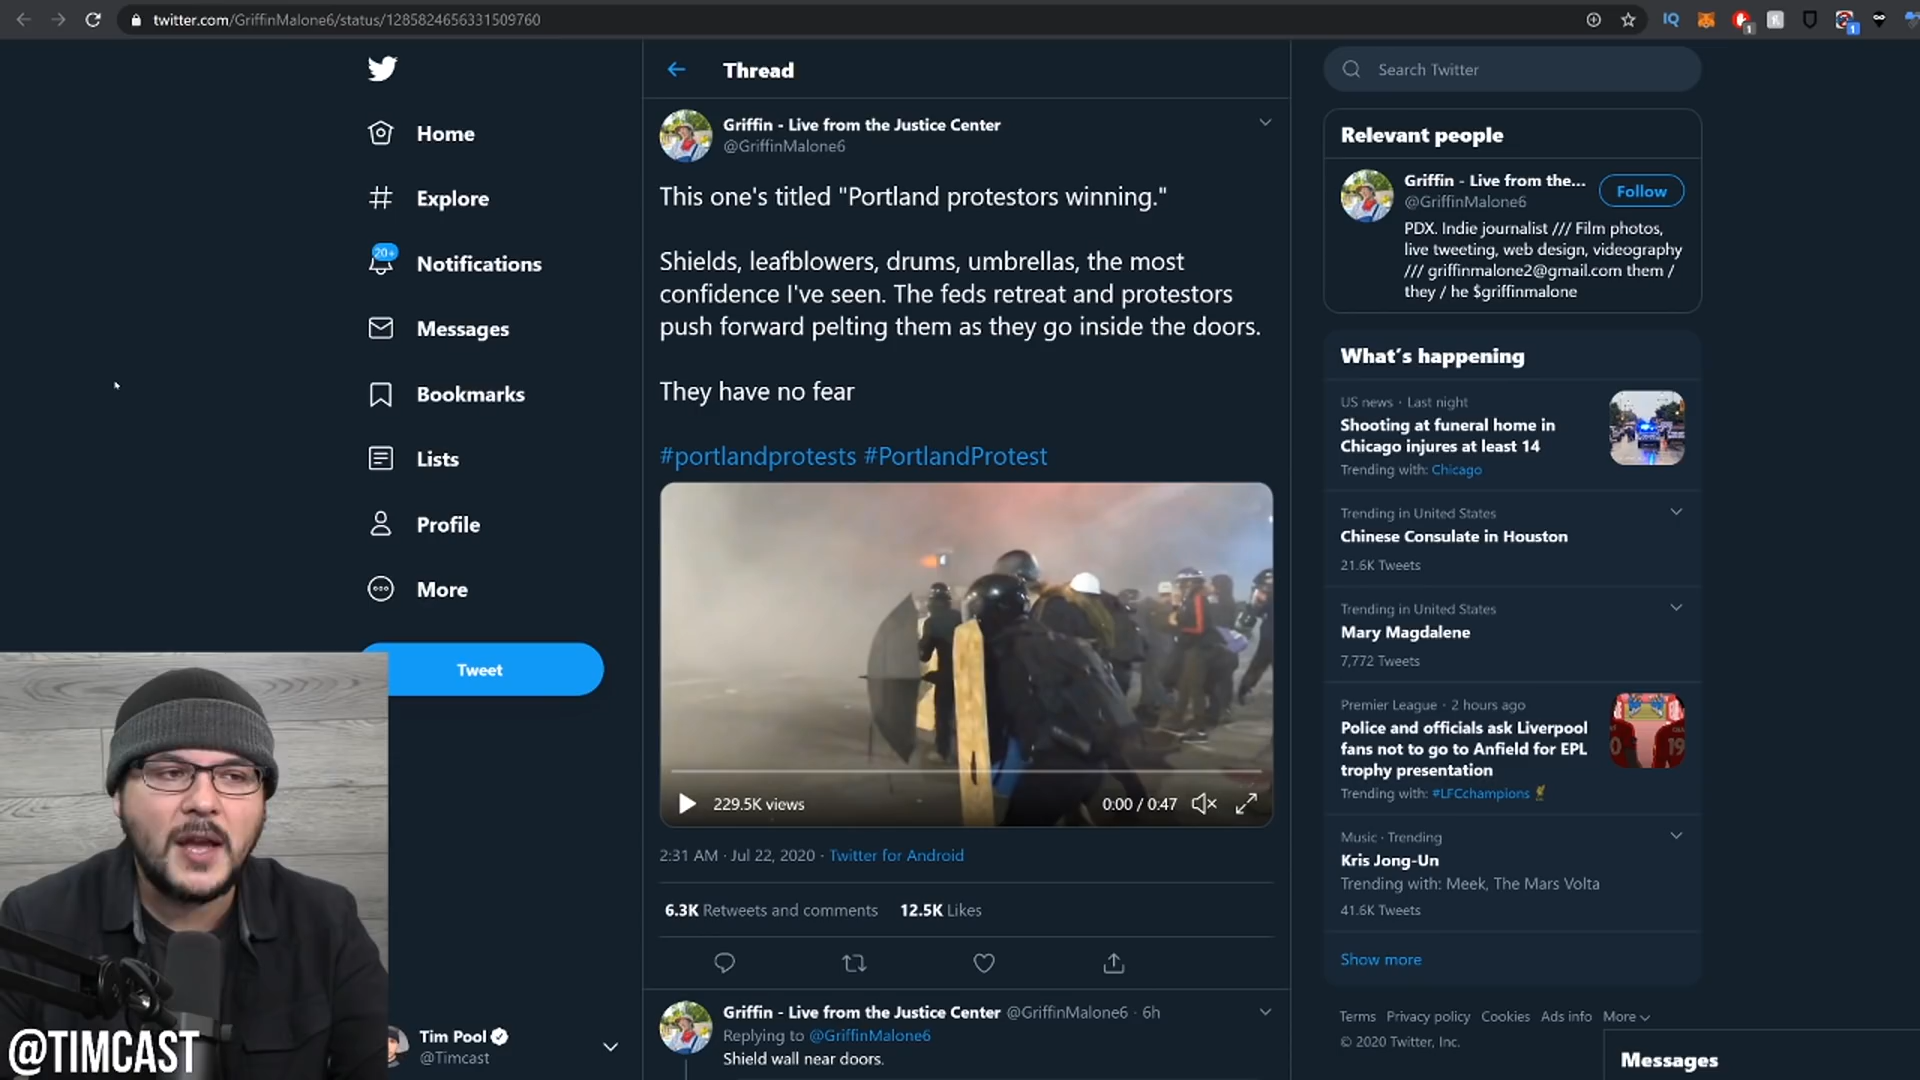 twitter.com/GriffinMalone6/status/1285824656331509760
IQ
1
1
Home
Explore
20+
Notifications
Messages
Bookmarks
Lists
Profile
More
Tweet
Tim Pool
@Timcast
@TIMCAST
Thread
Griffin - Live from the Justice Center
@GriffinMalone6
This one's titled "Portland protestors winning."
Shields, leafblowers, drums, umbrellas, the most
confidence I've seen. The feds retreat and protestors
push forward pelting them as they go inside the doors.
They have no fear
#portlandprotests #PortlandProtest
229.5K views
0:00 / 0:47
2:31 AM · Jul 22, 2020 · Twitter for Android
6.3K Retweets and comments 12.5K Likes
Griffin - Live from the Justice Center @GriffinMalone6 · 6h
Replying to @GriffinMalone6
Shield wall near doors.
Search Twitter
Relevant people
Griffin - Live from the...
@GriffinMalone6
Follow
PDX. Indie journalist /// Film photos,
live tweeting, web design, videography
/// griffinmalone2@gmail.com them /
they / he $griffinmalone
What's happening
US news · Last night
Shooting at funeral home in
Chicago injures at least 14
Trending with: Chicago
Trending in United States
Chinese Consulate in Houston
21.6K Tweets
Trending in United States
Mary Magdalene
7,772 Tweets
Premier League · 2 hours ago
Police and officials ask Liverpool
fans not to go to Anfield for EPL
trophy presentation
Trending with: #LFCchampions
19
Music · Trending
Kris Jong-Un
Trending with: Meek, The Mars Volta
41.6K Tweets
Show more
Terms Privacy policy Cookies Ads info More
© 2020 Twitter, Inc.
Messages